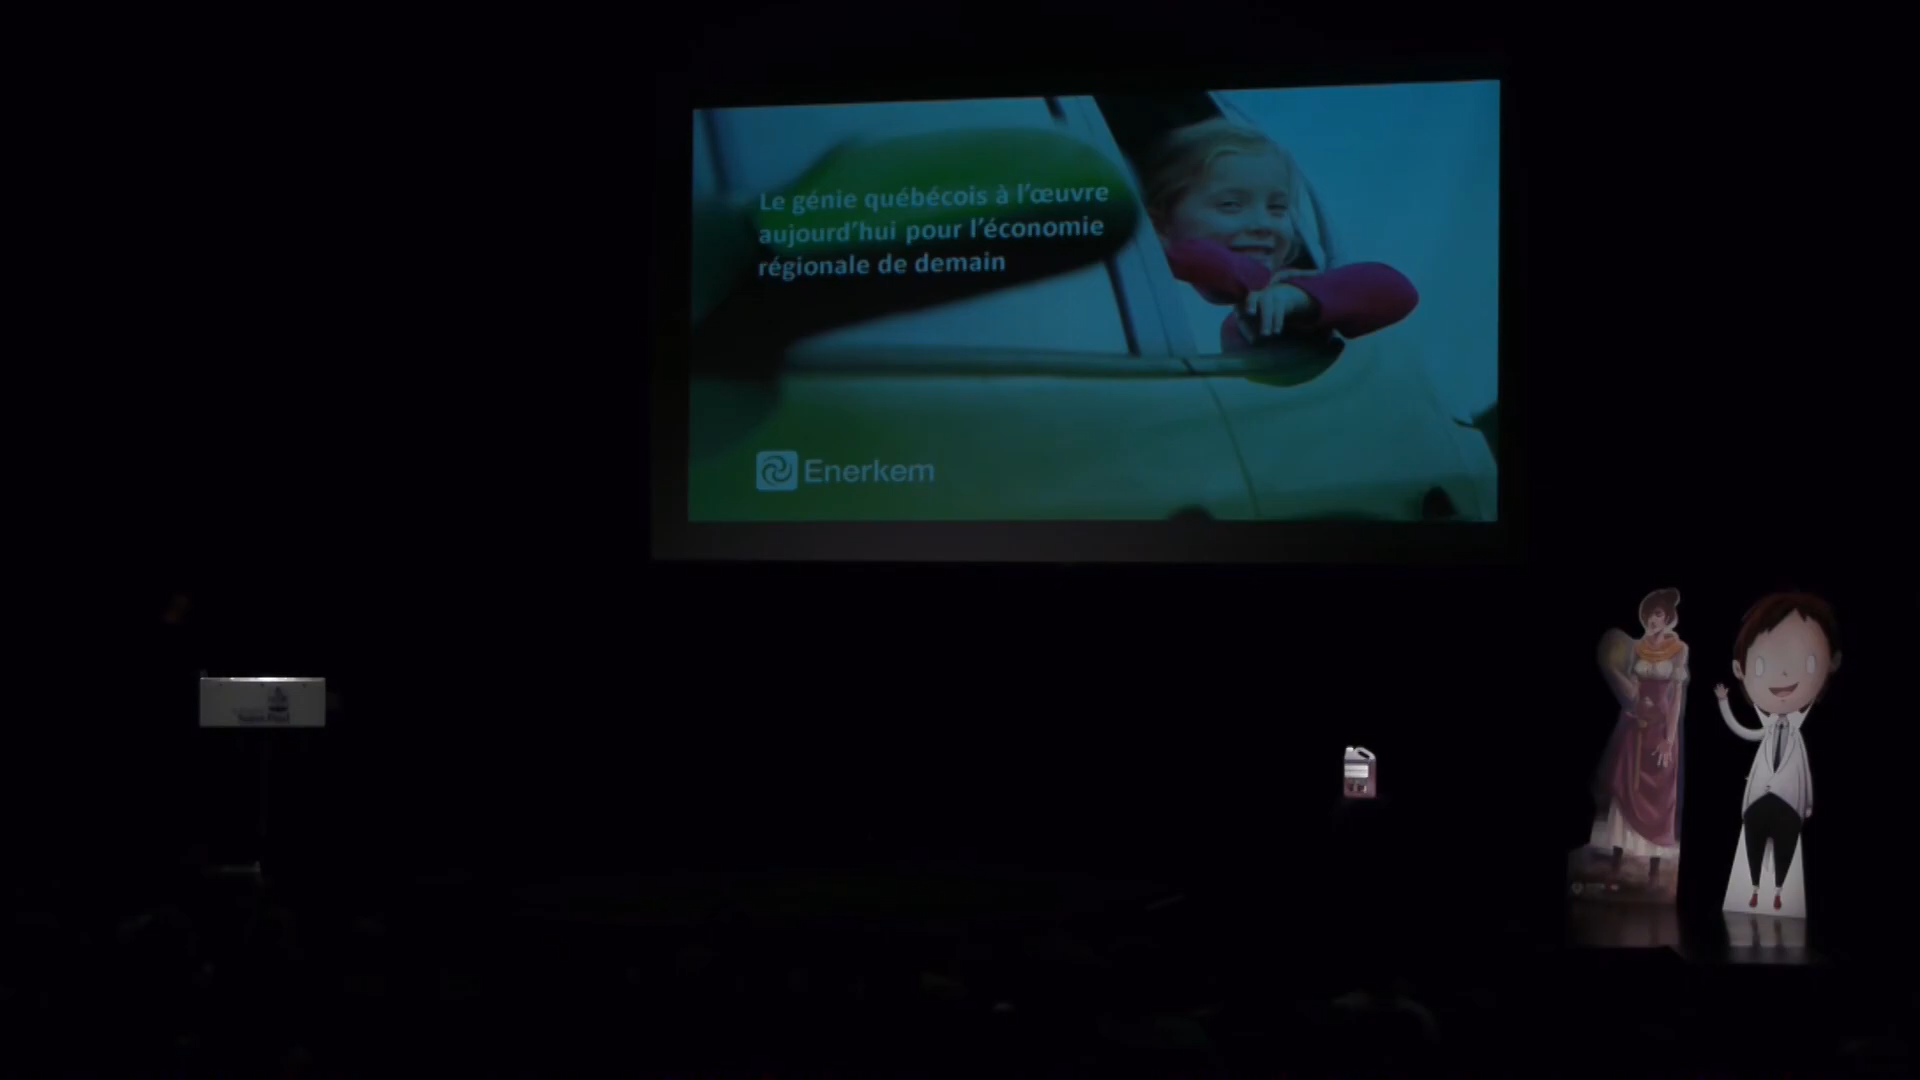 Le génie québécois à l'œuvre
aujourd'hui pour l'économie
régionale de demain
Enerkem